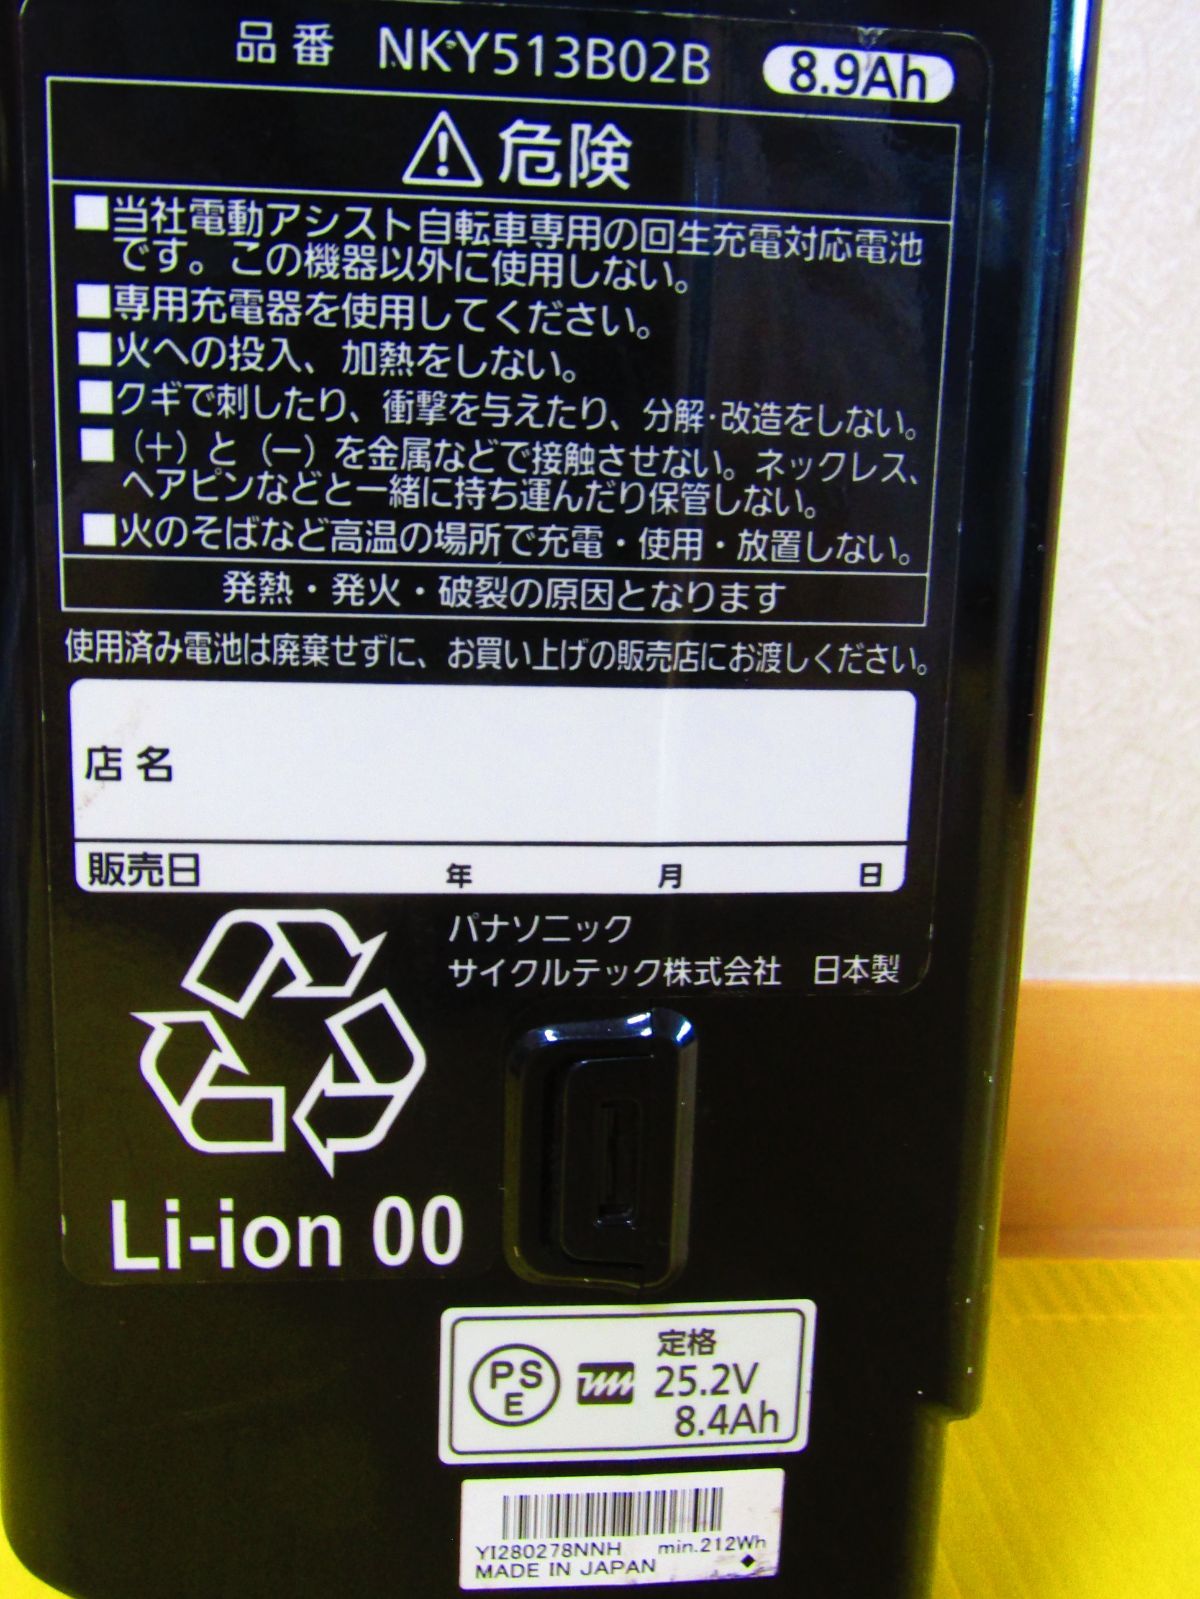 品番 NKY513B02B 8.9Ah
危険
■当社電動アシスト自転車専用の回生充電対応電池
です。この機器以外に使用しない。
■専用充電器を使用してください。
■火への投入、加熱をしない。
■クギで刺したり、衝撃を与えたり、分解・改造をしない。
■（＋）と（－）を金属などで接触させない。ネックレス、
ヘアピンなどと一緒に持ち運んだり保管しない。
■火のそばなど高温の場所で充電・使用・放置しない。
発熱・発火・破裂の原因となります
使用済み電池は廃棄せずに、お買い上げの販売店にお渡しください。
店名
販売日 年 月 日
パナソニック
サイクルテック株式会社 日本製
Li-ion 00
PS
E
定格
25.2V
8.4Ah
YI280278NNH min.212Wh
MADE IN JAPAN ◆